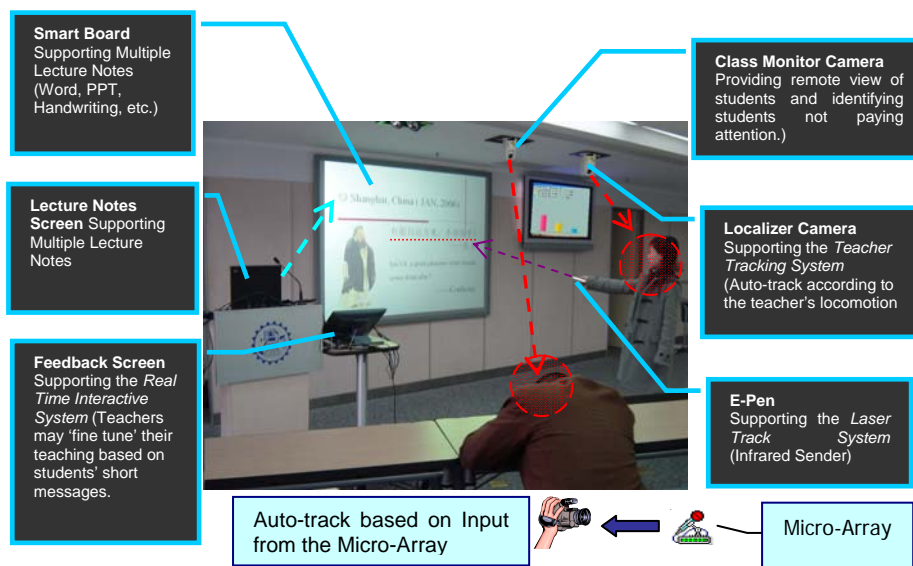 Smart Board
Supporting Multiple
Lecture Notes
(Word, PPT,
Handwriting, etc.)
Class Monitor Camera
Providing remote view of
students and identifying
students not paying
attention.)
Lecture Notes
Screen Supporting
Multiple Lecture
Notes
Shanghai, China ( JAN, 2006)
Localizer Camera
Supporting the Teacher
Tracking System
(Auto-track according to
the teacher's locomotion
Feedback Screen
Supporting the Real
Time Interactive
System (Teachers
may 'fine tune' their
teaching based on
students' short
messages.
E-Pen
Supporting the Laser
Track System
(Infrared Sender)
Auto-track based on Input
from the Micro-Array
Micro-Array